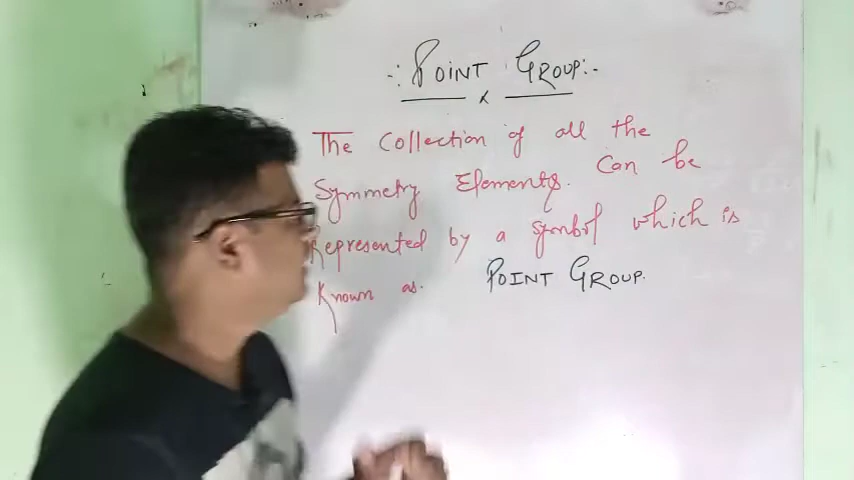 -: POINT GROUP:-
The Collection of all the
Symmetry Elements. Can be
Represented by a symbol which is
Known as. POINT GROUP.